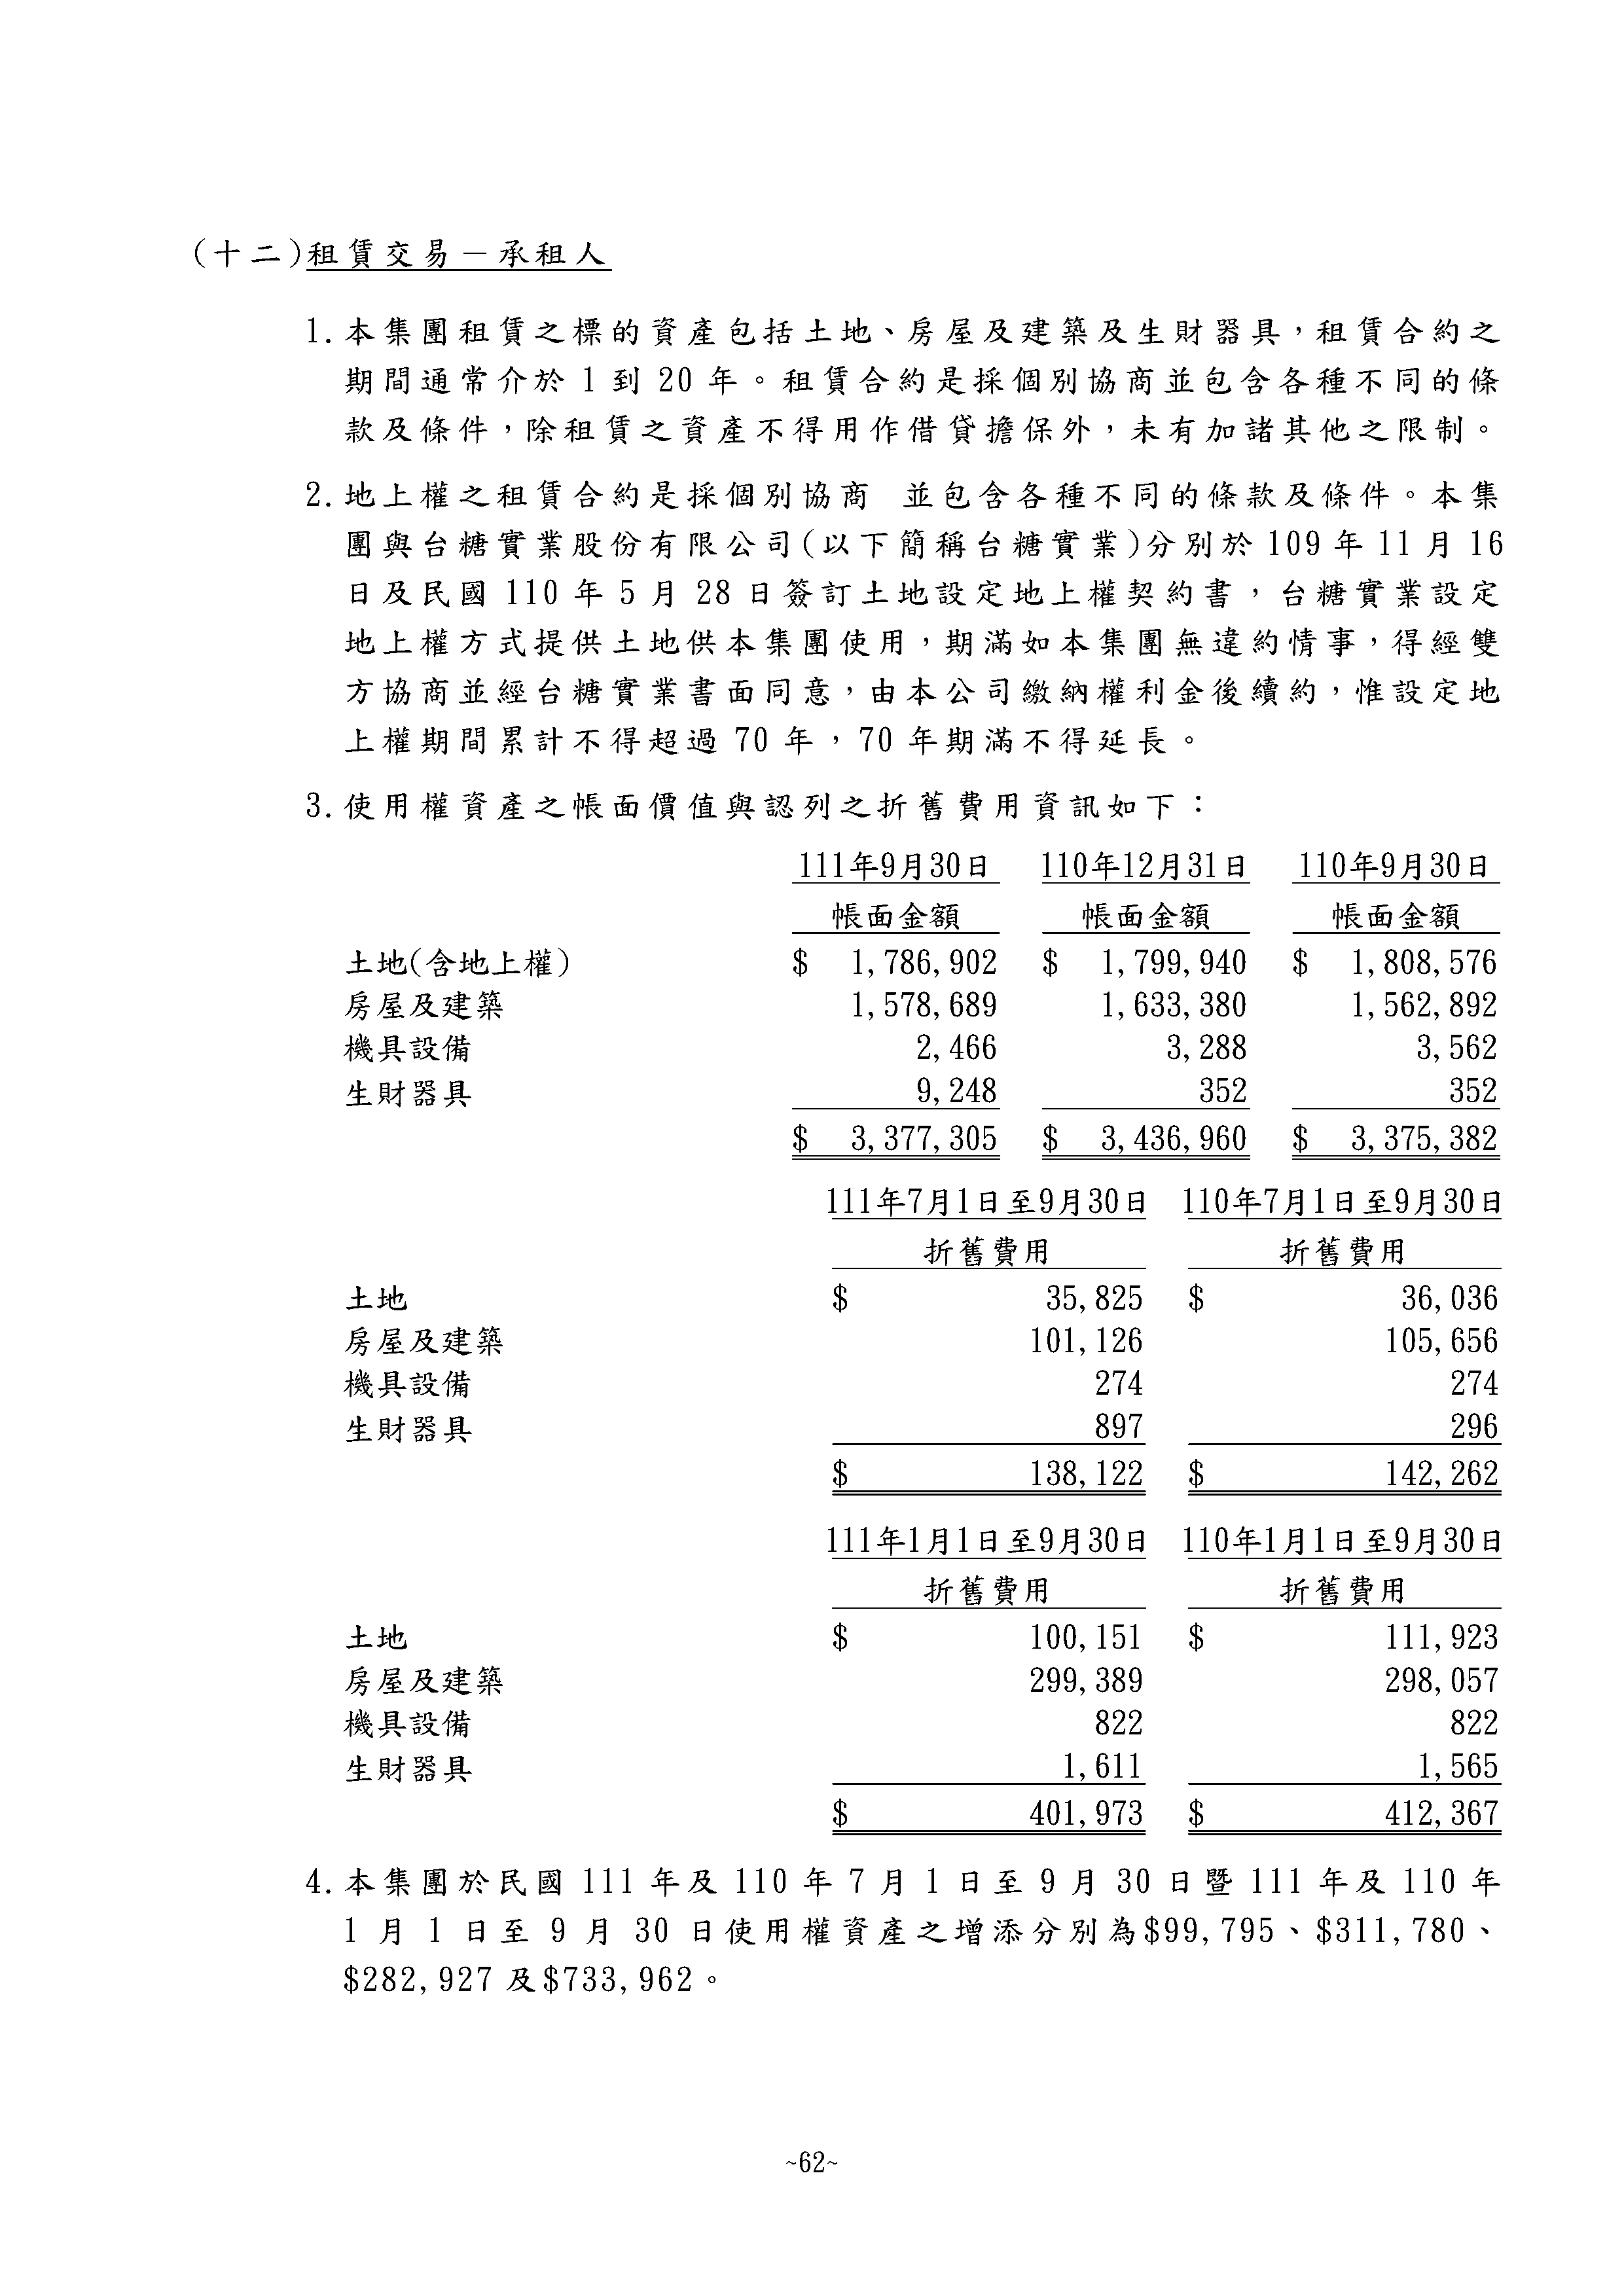 (十二)租賃交易－承租人
1.本集團租賃之標的資產包括土地、房屋及建築及生財器具，租賃合約之
期間通常介於 1 到 20 年。租賃合約是採個別協商並包含各種不同的條
款及條件，除租賃之資產不得用作借貸擔保外，未有加諸其他之限制。
2.地上權之租賃合約是採個別協商 並包含各種不同的條款及條件。本集
團與台糖實業股份有限公司(以下簡稱台糖實業)分別於 109 年 11 月 16
日及民國 110 年 5 月 28 日簽訂土地設定地上權契約書，台糖實業設定
地上權方式提供土地供本集團使用，期滿如本集團無違約情事，得經雙
方協商並經台糖實業書面同意，由本公司繳納權利金後續約，惟設定地
上權期間累計不得超過 70 年，70 年期滿不得延長。
3.使用權資產之帳面價值與認列之折舊費用資訊如下：
111年9月30日 110年12月31日 110年9月30日
帳面金額 帳面金額 帳面金額
土地(含地上權) $ 1,786,902 $ 1,799,940 $ 1,808,576
房屋及建築 1,578,689 1,633,380 1,562,892
機具設備 2,466 3,288 3,562
生財器具 9,248 352 352
$ 3,377,305 $ 3,436,960 $ 3,375,382
111年7月1日至9月30日 110年7月1日至9月30日
折舊費用 折舊費用
土地 $ 35,825 $ 36,036
房屋及建築 101,126 105,656
機具設備 274 274
生財器具 897 296
$ 138,122 $ 142,262
111年1月1日至9月30日 110年1月1日至9月30日
折舊費用 折舊費用
土地 $ 100,151 $ 111,923
房屋及建築 299,389 298,057
機具設備 822 822
生財器具 1,611 1,565
$ 401,973 $ 412,367
4.本集團於民國 111 年及 110 年 7 月 1 日至 9 月 30 日暨 111 年及 110 年
1 月 1 日至 9 月 30 日使用權資產之增添分別為$99,795、$311,780、
$282,927 及$733,962。
~62~